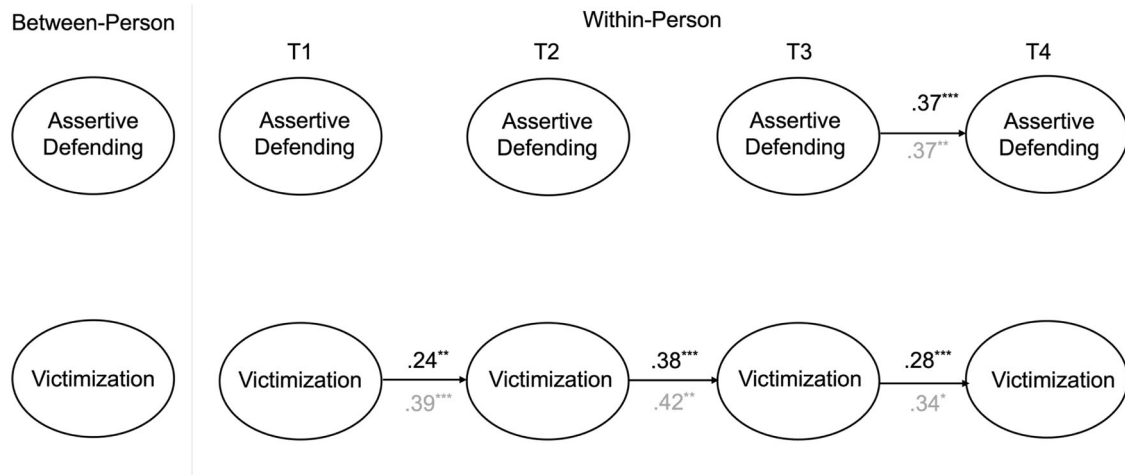 Between-Person
Within-Person
T1
T2
T3
T4
Assertive
Defending
Assertive
Defending
Assertive
Defending
Assertive
Defending
.37***
.37**
Assertive
Defending
Victimization
Victimization
.24**
.39***
Victimization
.38***
.42**
Victimization
.28***
.34*
Victimization